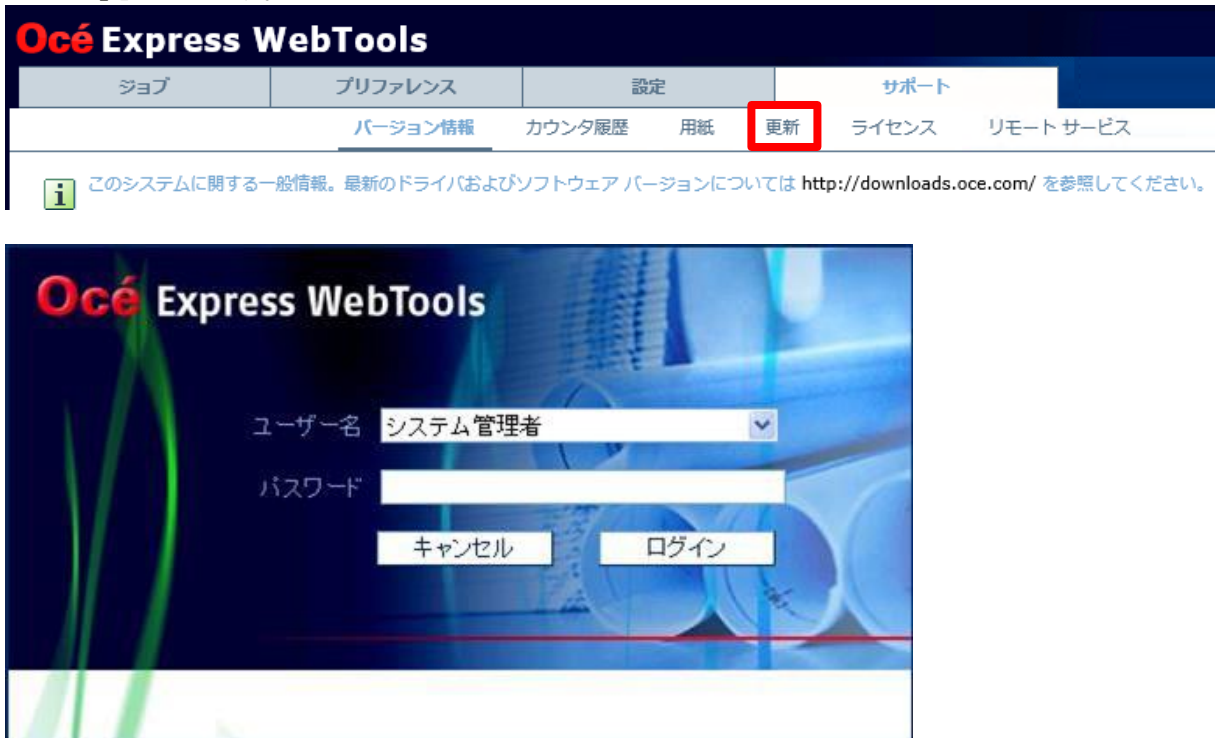 Océ Express WebTools
ジョブ プリファレンス 設定 サポート
バージョン情報 カウンタ履歴 用紙 更新 ライセンス リモート サービス
このシステムに関する一般情報。最新のドライバおよびソフトウェア バージョンについては http://downloads.oce.com/ を参照してください。
Océ Express WebTools
ユーザー名 システム管理者
パスワード
キャンセル ログイン